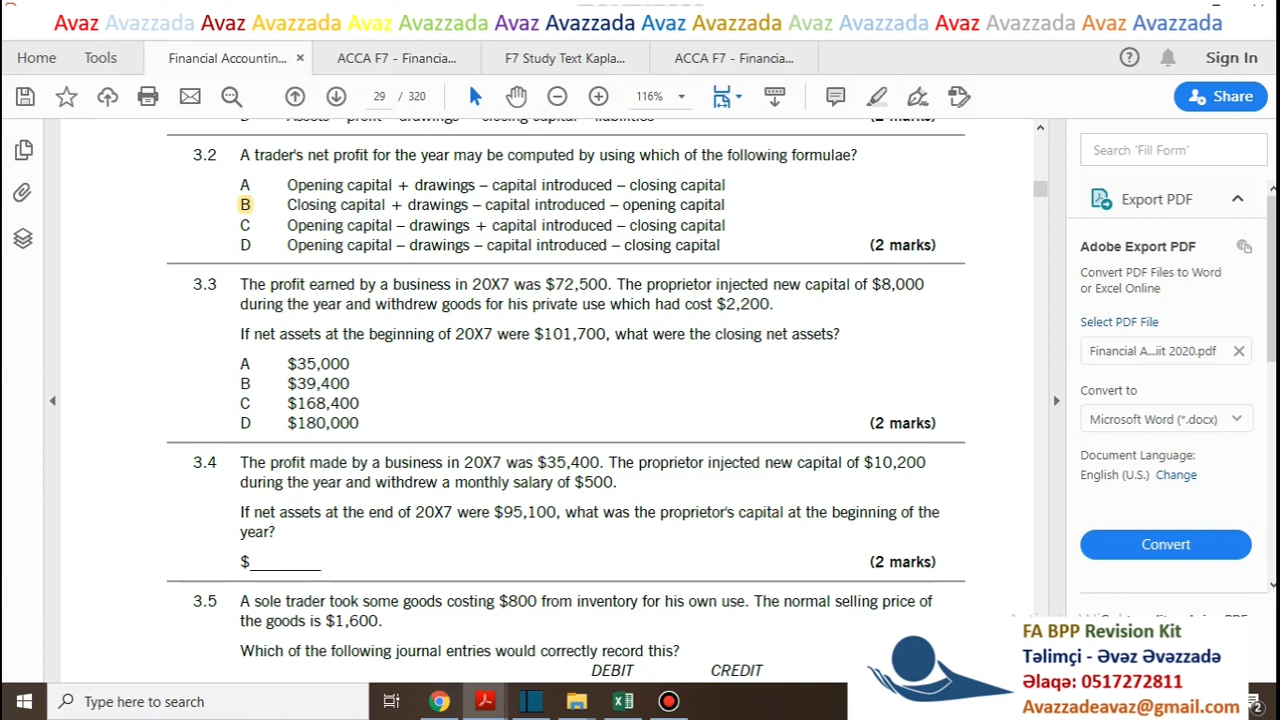 Avaz Avazzada Avaz Avazzada Avaz Avazzada Avaz Avazzada Avaz Avazzada Avaz Avazzada Avaz Avazzada Avaz Avazzada
Home Tools Financial Accountin... × ACCA F7 - Financia... F7 Study Text Kapla... ACCA F7 - Financia... Sign In
29 / 320 116% Share
3.2 A trader's net profit for the year may be computed by using which of the following formulae?
A Opening capital + drawings – capital introduced – closing capital
B Closing capital + drawings – capital introduced – opening capital
C Opening capital – drawings + capital introduced – closing capital
D Opening capital – drawings – capital introduced – closing capital (2 marks)
3.3 The profit earned by a business in 20X7 was $72,500. The proprietor injected new capital of $8,000
during the year and withdrew goods for his private use which had cost $2,200.
If net assets at the beginning of 20X7 were $101,700, what were the closing net assets?
A $35,000
B $39,400
C $168,400
D $180,000 (2 marks)
3.4 The profit made by a business in 20X7 was $35,400. The proprietor injected new capital of $10,200
during the year and withdrew a monthly salary of $500.
If net assets at the end of 20X7 were $95,100, what was the proprietor's capital at the beginning of the
year?
$________ (2 marks)
3.5 A sole trader took some goods costing $800 from inventory for his own use. The normal selling price of
the goods is $1,600.
Which of the following journal entries would correctly record this?
DEBIT CREDIT
Search 'Fill Form'
Export PDF
Adobe Export PDF
Convert PDF Files to Word
or Excel Online
Select PDF File
Financial A...iit 2020.pdf ×
Convert to
Microsoft Word (*.docx)
Document Language:
English (U.S.) Change
Convert
FA BPP Revision Kit
Təlimçi - Əvəz Əvəzzadə
Əlaqə: 0517272811
Avazzadeavaz@gmail.com
Type here to search
2